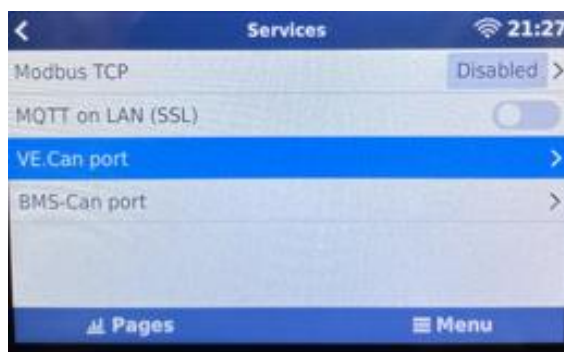 Services 21:27
Modbus TCP Disabled
MQTT on LAN (SSL)
VE.Can port
BMS-Can port
Pages Menu